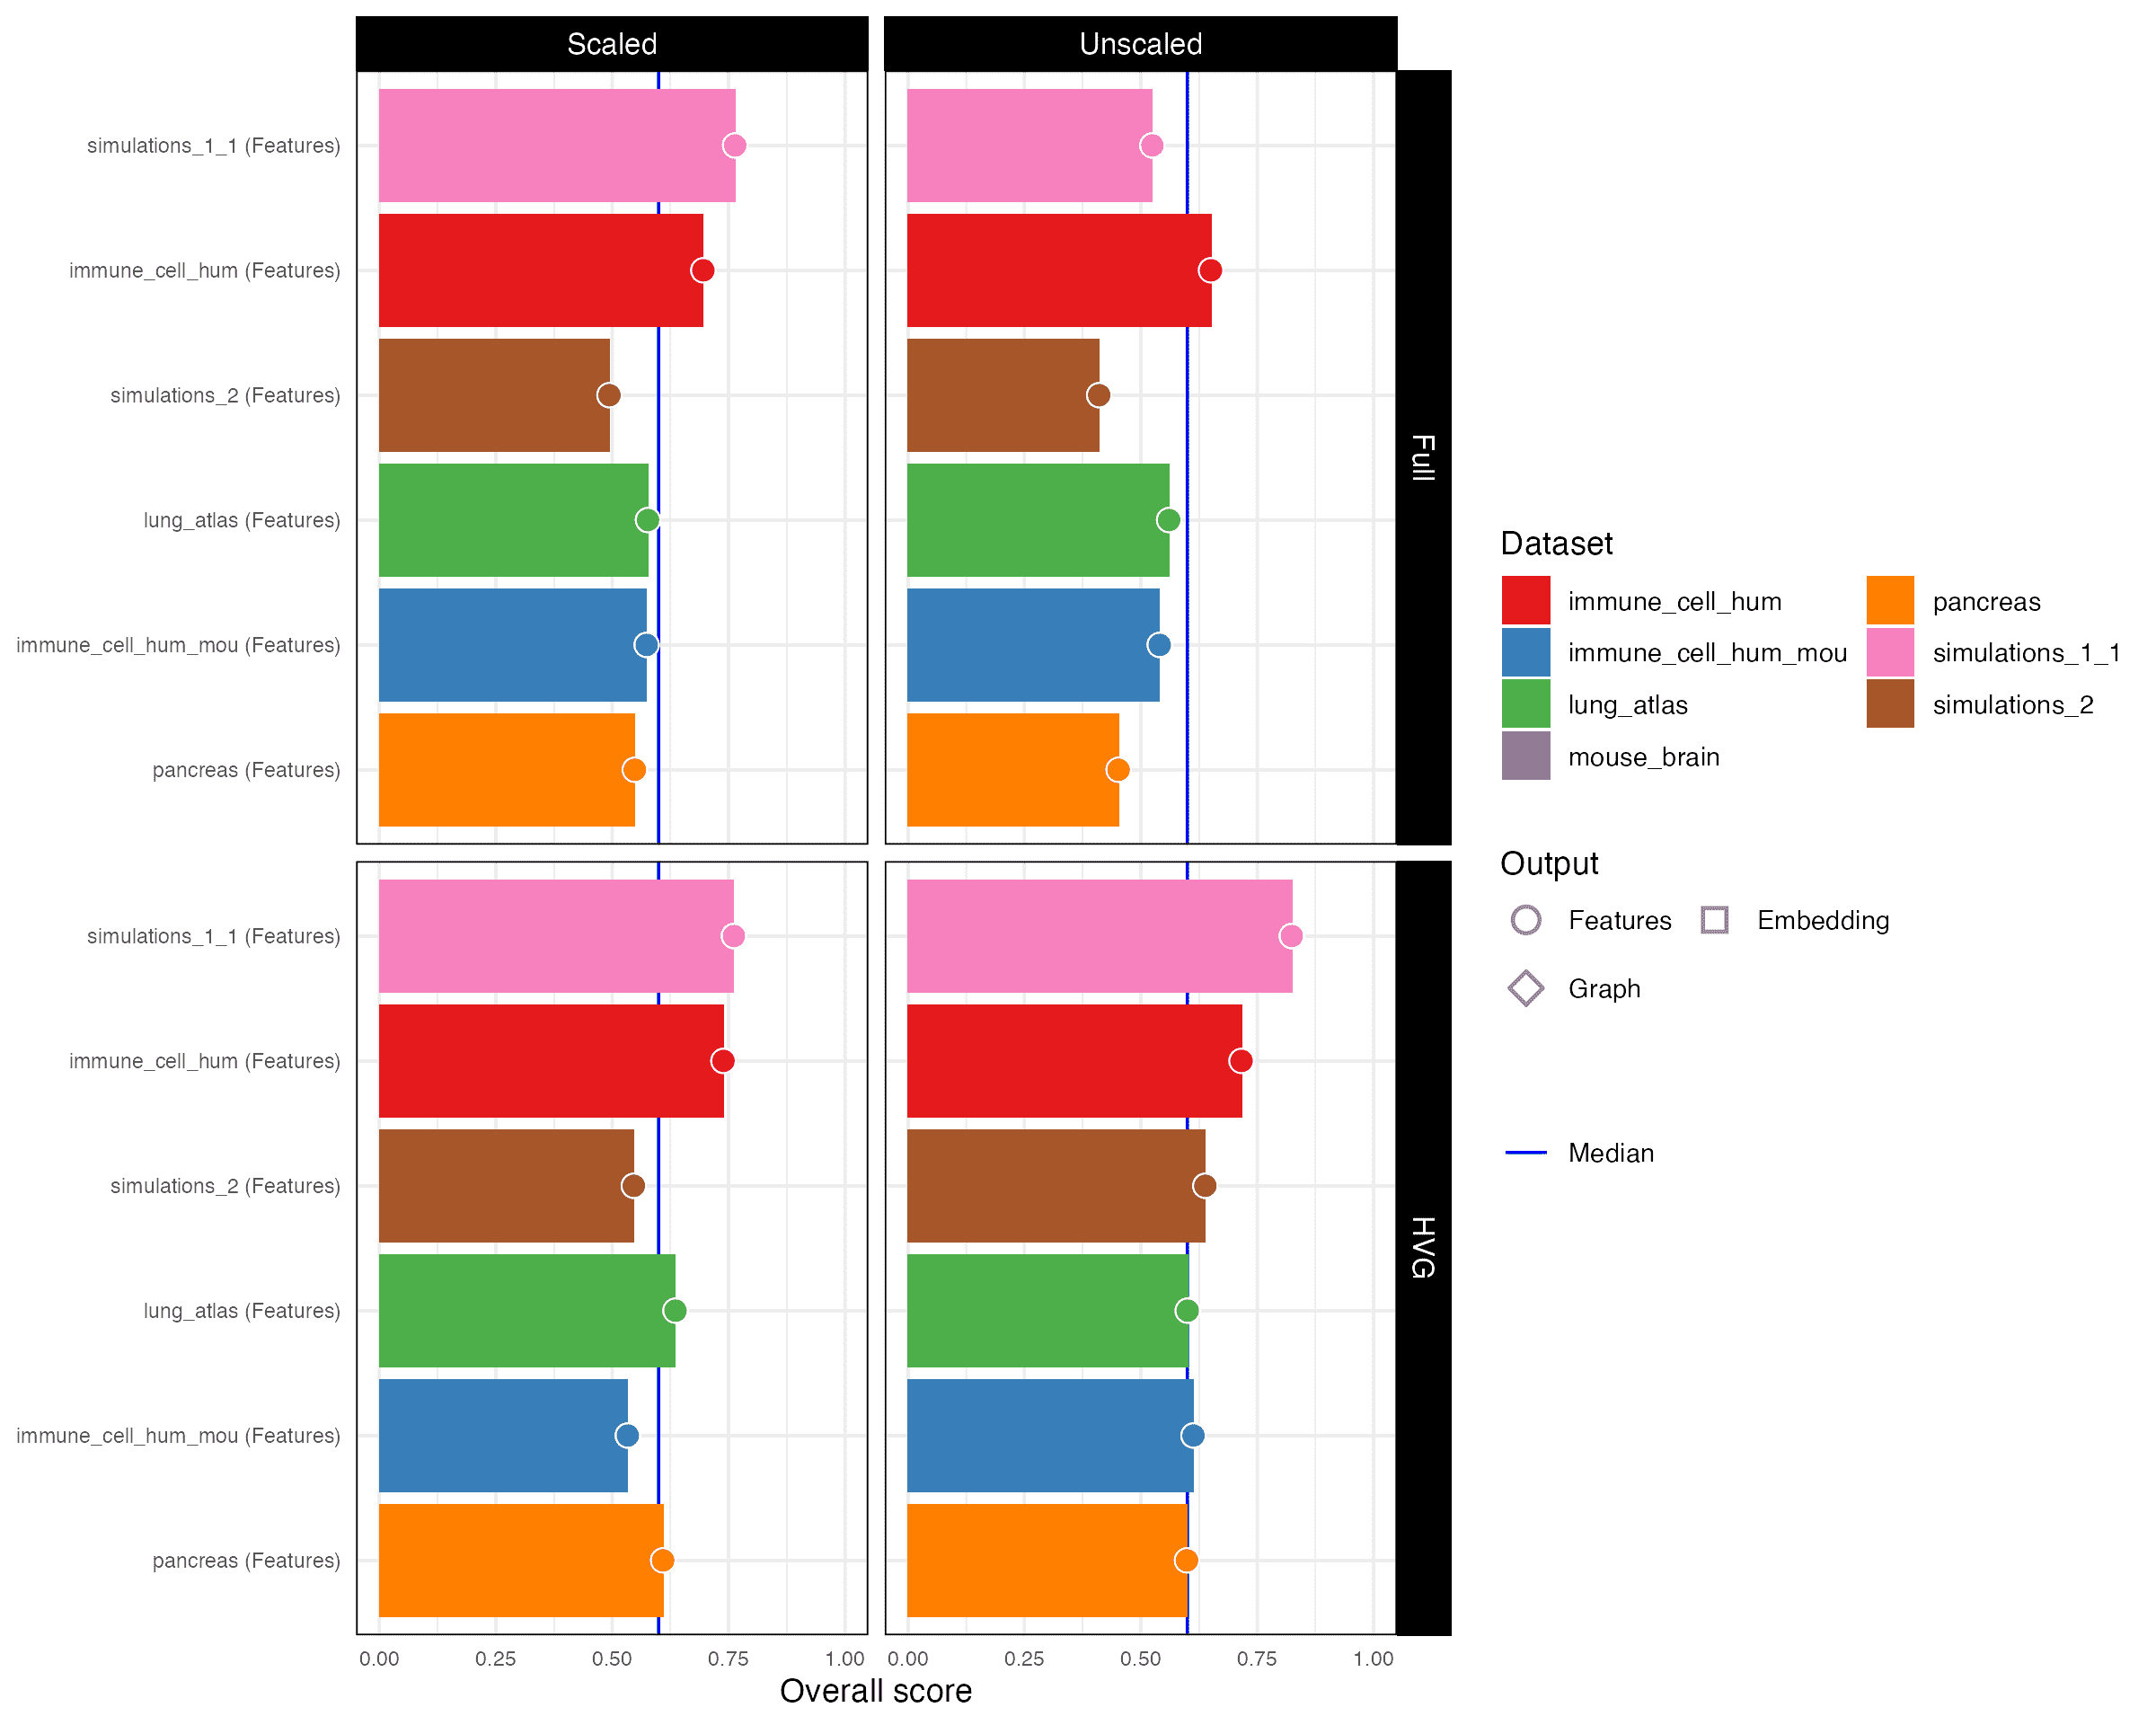 Scaled
Unscaled
simulations_1_1 (Features)
immune_cell_hum (Features)
simulations_2 (Features)
lung_atlas (Features)
immune_cell_hum_mou (Features)
pancreas (Features)
Full
simulations_1_1 (Features)
immune_cell_hum (Features)
simulations_2 (Features)
lung_atlas (Features)
immune_cell_hum_mou (Features)
pancreas (Features)
HVG
0.00 0.25 0.50 0.75 1.00
0.00 0.25 0.50 0.75 1.00
Overall score
Dataset
immune_cell_hum
immune_cell_hum_mou
lung_atlas
mouse_brain
pancreas
simulations_1_1
simulations_2
Output
Features
Embedding
Graph
Median